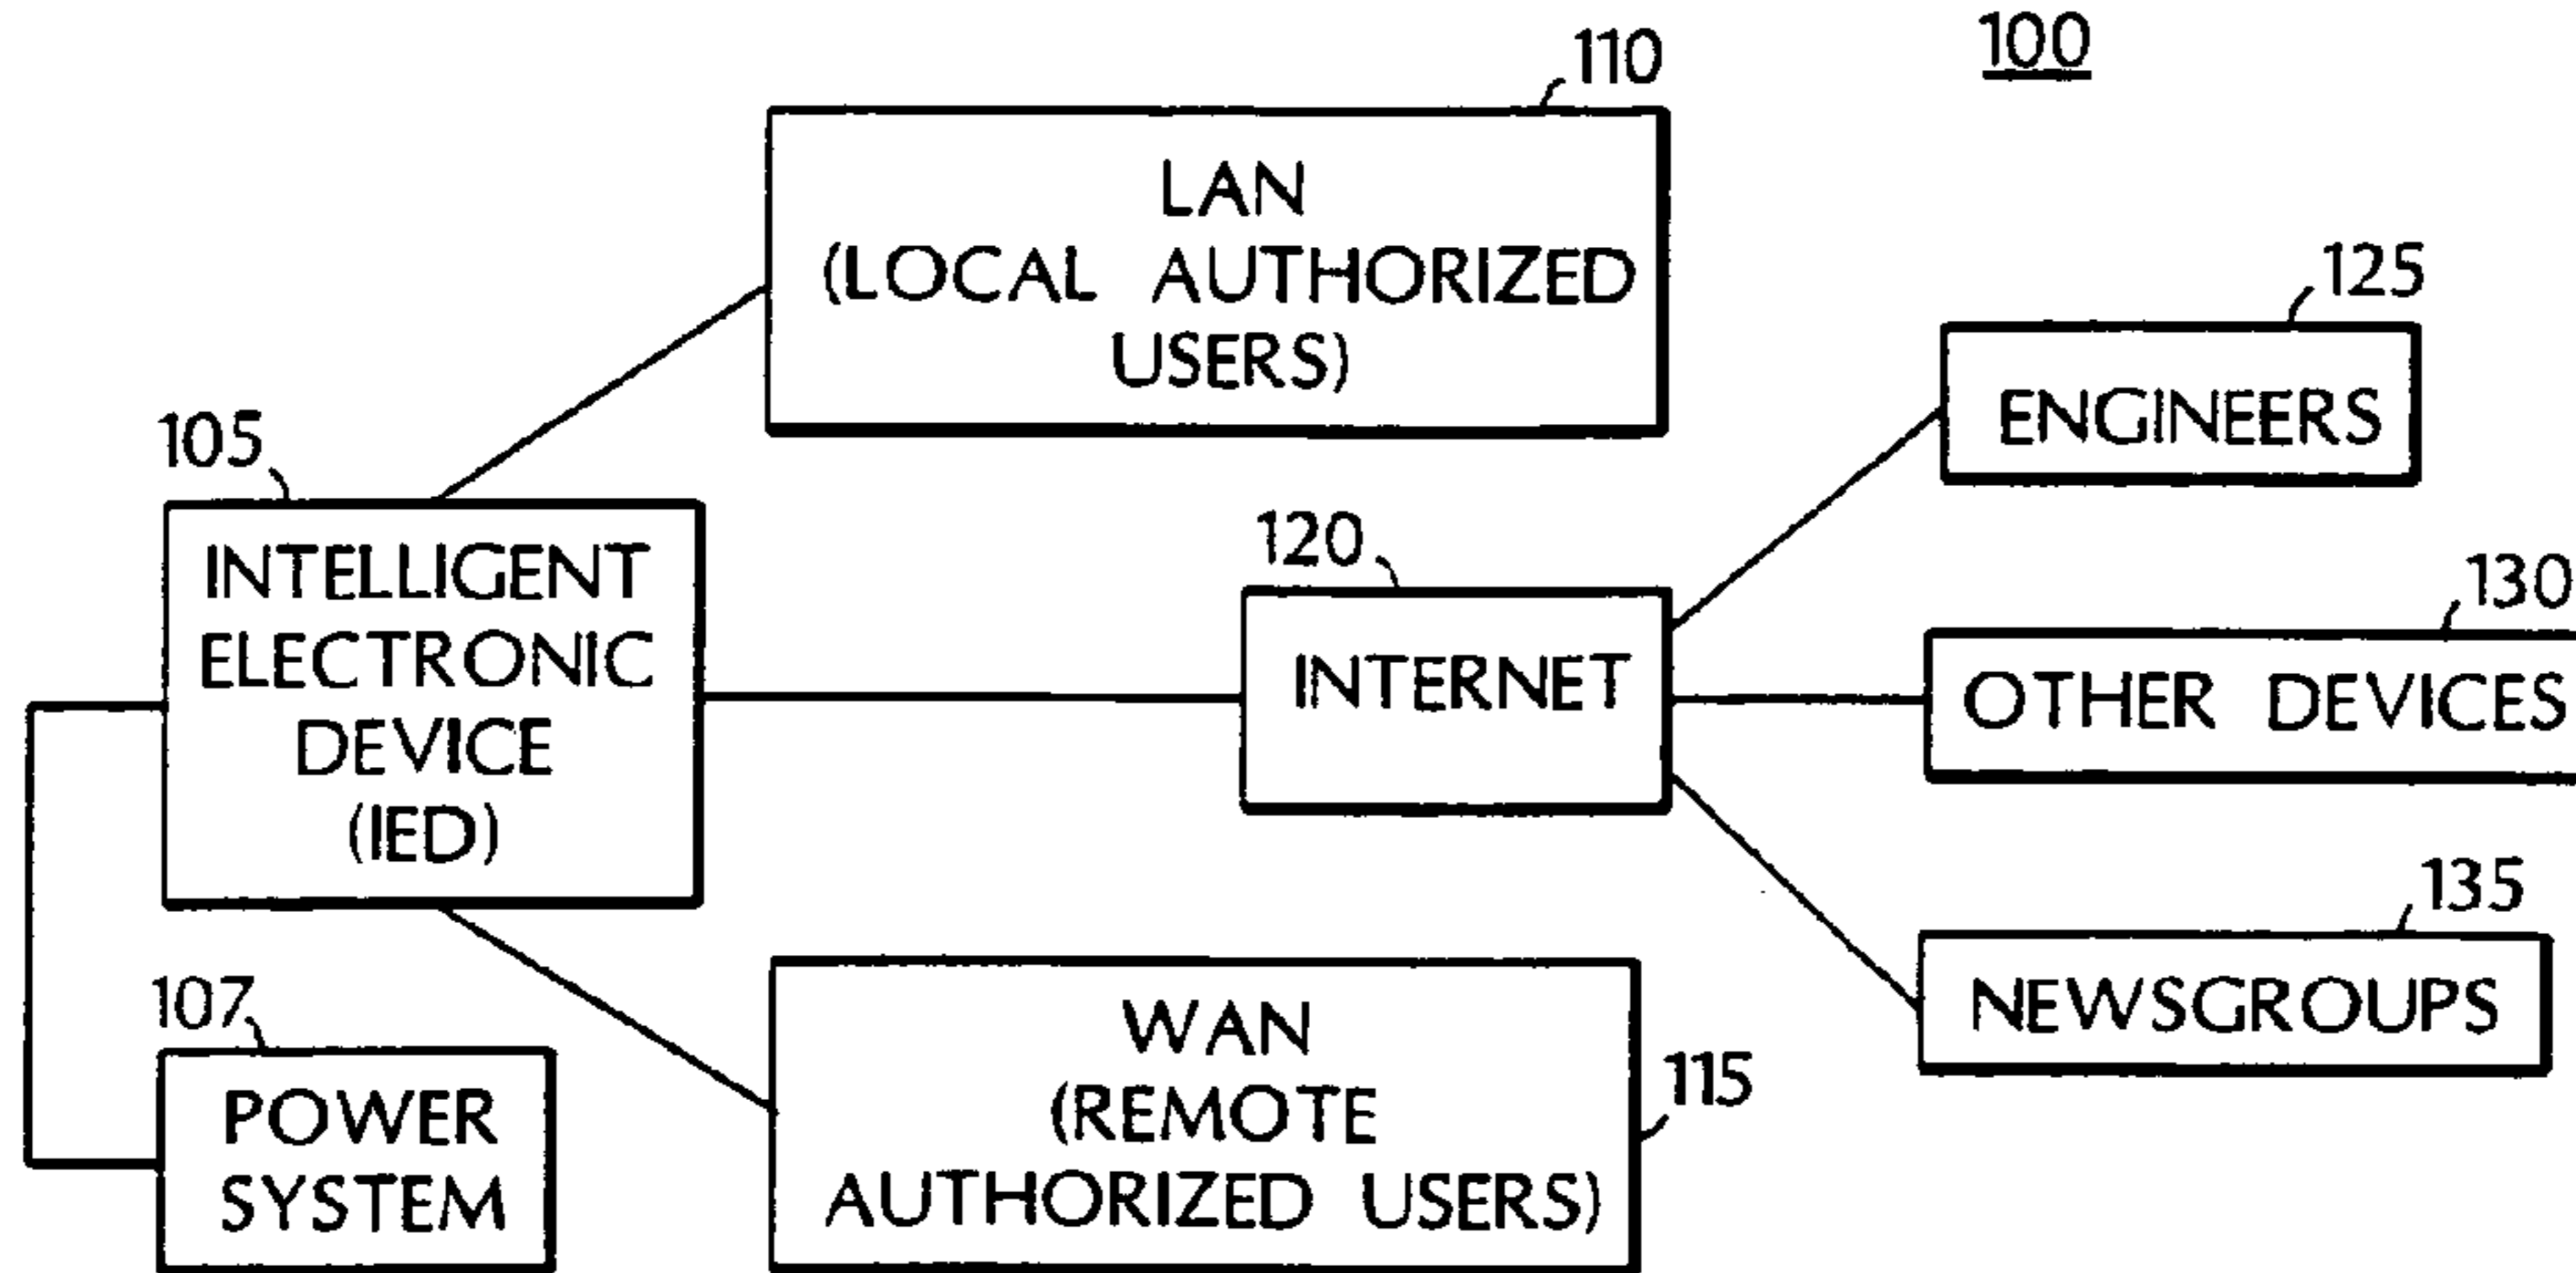 100
110
LAN
(LOCAL AUTHORIZED
USERS)
125
ENGINEERS
105
INTELLIGENT
ELECTRONIC
DEVICE
(IED)
120
INTERNET
130
OTHER DEVICES
135
NEWSGROUPS
107
POWER
SYSTEM
WAN
(REMOTE
AUTHORIZED USERS)
115